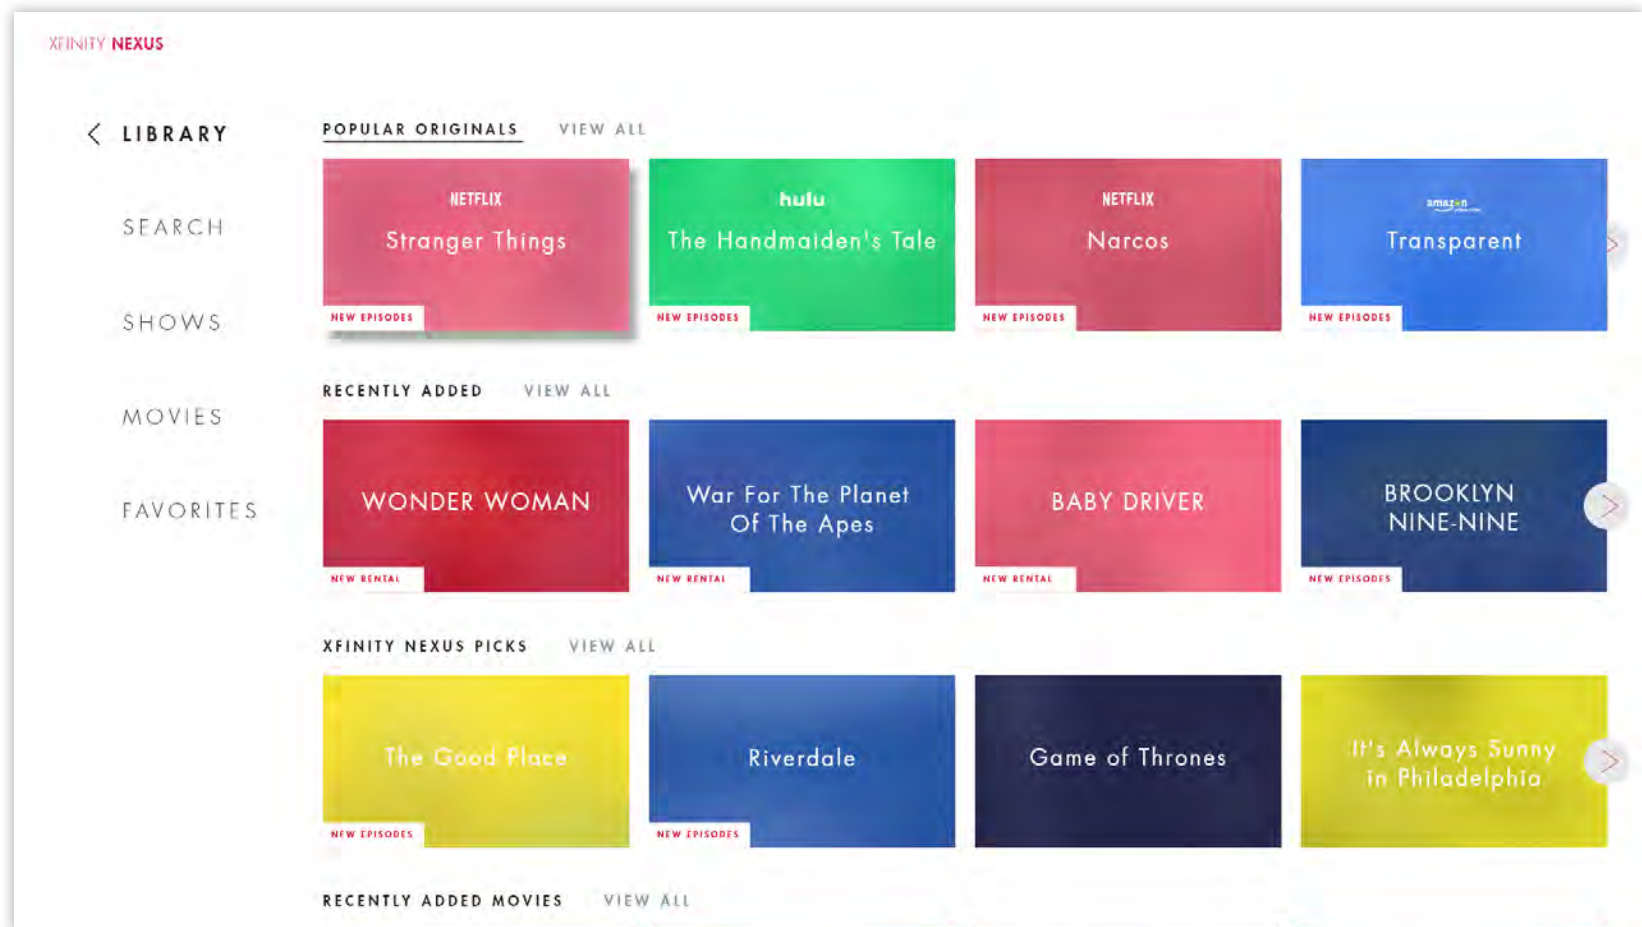 XFINITY NEXUS
LIBRARY
SEARCH
SHOWS
MOVIES
FAVORITES
POPULAR ORIGINALS VIEW ALL
NETFLIX
Stranger Things
NEW EPISODES
hulu
The Handmaiden's Tale
NEW EPISODES
NETFLIX
Narcos
NEW EPISODES
amazon
Transparent
NEW EPISODES
RECENTLY ADDED VIEW ALL
WONDER WOMAN
NEW RENTAL
War For The Planet
Of The Apes
NEW RENTAL
BABY DRIVER
NEW RENTAL
BROOKLYN
NINE-NINE
NEW EPISODES
XFINITY NEXUS PICKS VIEW ALL
The Good Place
NEW EPISODES
Riverdale
NEW EPISODES
Game of Thrones
It's Always Sunny
in Philadelphia
RECENTLY ADDED MOVIES VIEW ALL